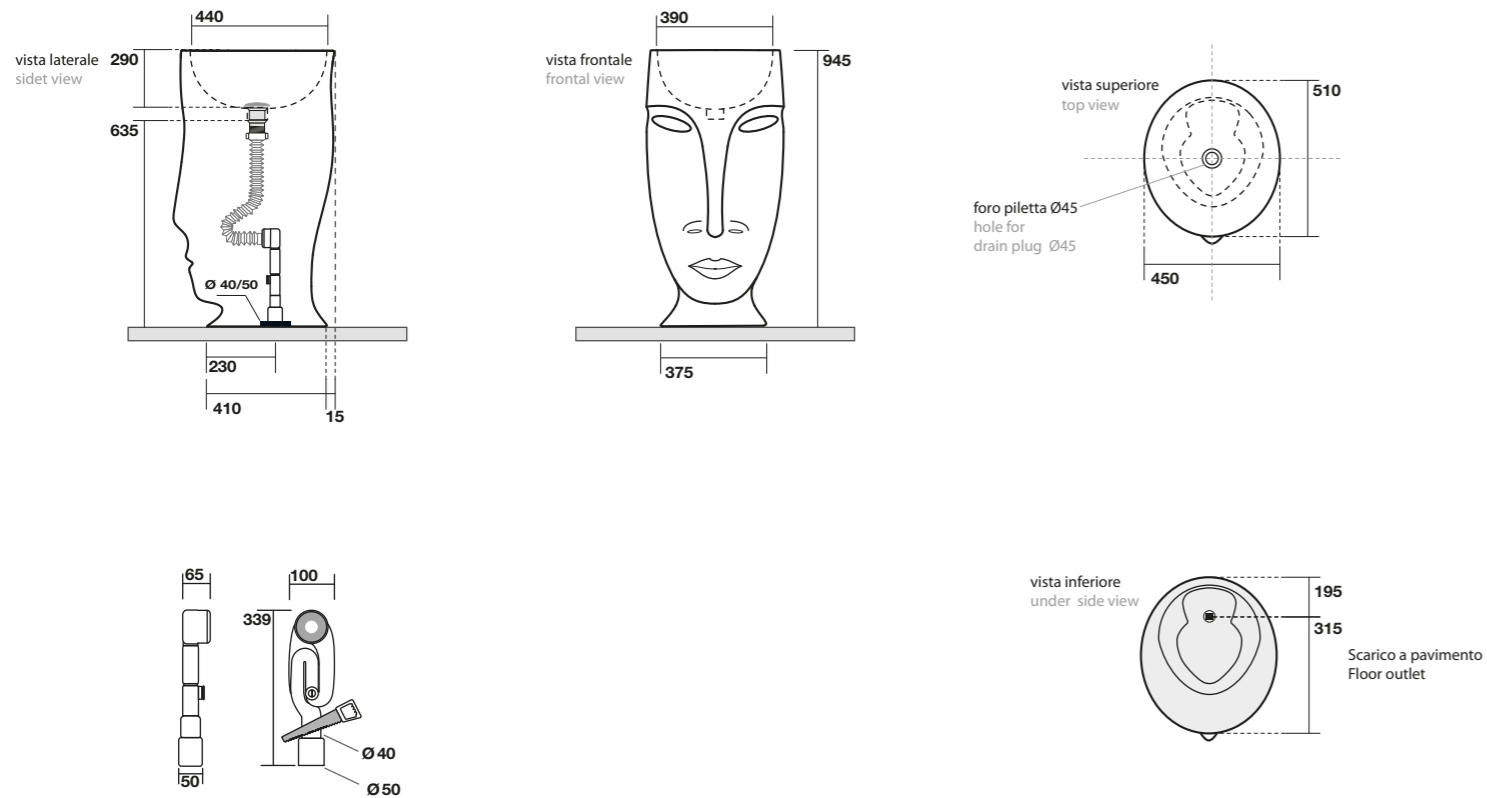 440
vista laterale 290
sidet view
635
Ø 40/50
230
410
15
390
vista frontale
frontal view
945
375
vista superiore
top view
510
foro piletta Ø45
hole for
drain plug Ø45
450
65
50
100
339
Ø 40
Ø 50
vista inferiore
under side view
195
315
Scarico a pavimento
Floor outlet